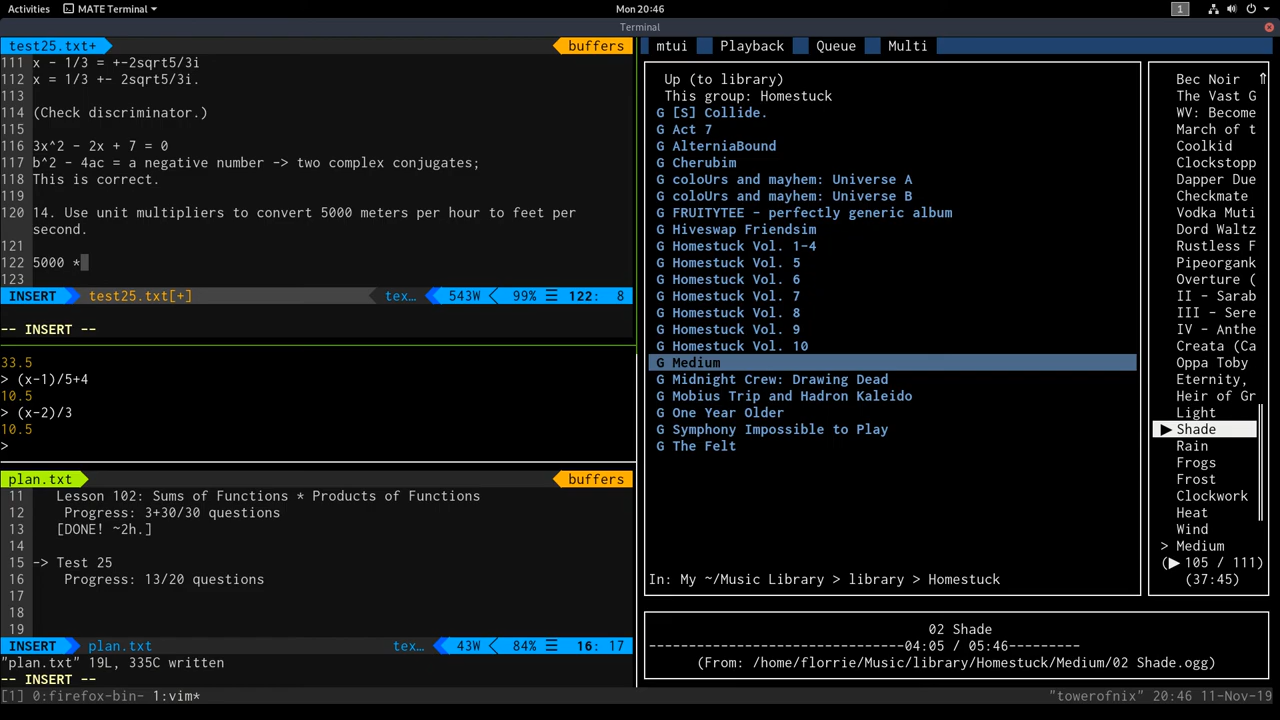 Activities MATE Terminal Mon 20:46 1
Terminal
test25.txt+ buffers
111 x - 1/3 = +-2sqrt5/3i
112 x = 1/3 +- 2sqrt5/3i.
113
114 (Check discriminator.)
115
116 3x^2 - 2x + 7 = 0
117 b^2 - 4ac = a negative number -> two complex conjugates;
118 This is correct.
119
120 14. Use unit multipliers to convert 5000 meters per hour to feet per
second.
121
122 5000 *
123
INSERT test25.txt[+] tex… 543W 99% ☰ 122: 8
-- INSERT --
33.5
> (x-1)/5+4
10.5
> (x-2)/3
10.5
>
plan.txt buffers
11 Lesson 102: Sums of Functions * Products of Functions
12 Progress: 3+30/30 questions
13 [DONE! ~2h.]
14
15 -> Test 25
16 Progress: 13/20 questions
17
18
19
INSERT plan.txt tex… 43W 84% ☰ 16: 17
"plan.txt" 19L, 335C written
-- INSERT --
mtui Playback Queue Multi
Up (to library)
This group: Homestuck
G [S] Collide.
G Act 7
G AlterniaBound
G Cherubim
G coloUrs and mayhem: Universe A
G coloUrs and mayhem: Universe B
G FRUITYTEE - perfectly generic album
G Hiveswap Friendsim
G Homestuck Vol. 1-4
G Homestuck Vol. 5
G Homestuck Vol. 6
G Homestuck Vol. 7
G Homestuck Vol. 8
G Homestuck Vol. 9
G Homestuck Vol. 10
G Medium
G Midnight Crew: Drawing Dead
G Mobius Trip and Hadron Kaleido
G One Year Older
G Symphony Impossible to Play
G The Felt
In: My ~/Music Library > library > Homestuck
Bec Noir ⇑
The Vast G
WV: Become
March of t
Coolkid
Clockstopp
Dapper Due
Checkmate
Vodka Muti
Dord Waltz
Rustless F
Pipeorgank
Overture (
II - Sarab
III - Sere
IV - Anthe
Creata (Ca
Oppa Toby
Eternity,
Heir of Gr
Light
▶ Shade
Rain
Frogs
Frost
Clockwork
Heat
Wind
> Medium
(▶ 105 / 111)
(37:45)
02 Shade
-------------------------------04:05 / 05:46---------
(From: /home/florrie/Music/library/Homestuck/Medium/02 Shade.ogg)
[1] 0:firefox-bin- 1:vim* "towerofnix" 20:46 11-Nov-19